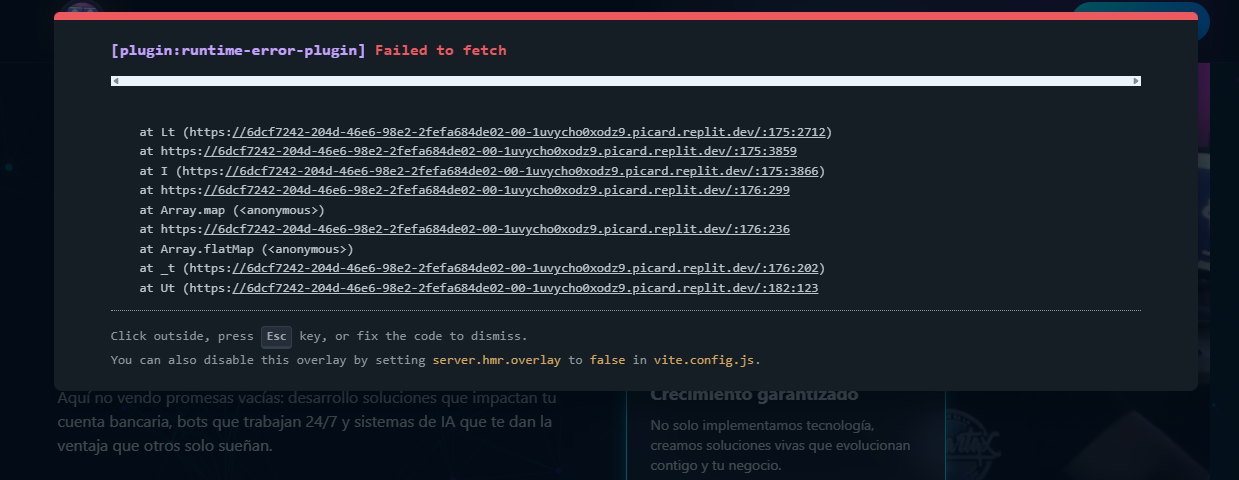 [plugin:runtime-error-plugin] Failed to fetch
at Lt (https://6dcf7242-204d-46e6-98e2-2fefa684de02-00-1uvycho0xodz9.picard.replit.dev/:175:2712)
at https://6dcf7242-204d-46e6-98e2-2fefa684de02-00-1uvycho0xodz9.picard.replit.dev/:175:3859
at I (https://6dcf7242-204d-46e6-98e2-2fefa684de02-00-1uvycho0xodz9.picard.replit.dev/:175:3866)
at https://6dcf7242-204d-46e6-98e2-2fefa684de02-00-1uvycho0xodz9.picard.replit.dev/:176:299
at Array.map (<anonymous>)
at https://6dcf7242-204d-46e6-98e2-2fefa684de02-00-1uvycho0xodz9.picard.replit.dev/:176:236
at Array.flatMap (<anonymous>)
at _t (https://6dcf7242-204d-46e6-98e2-2fefa684de02-00-1uvycho0xodz9.picard.replit.dev/:176:202)
at Ut (https://6dcf7242-204d-46e6-98e2-2fefa684de02-00-1uvycho0xodz9.picard.replit.dev/:182:123
Click outside, press Esc key, or fix the code to dismiss.
You can also disable this overlay by setting server.hmr.overlay to false in vite.config.js.
Aquí no vendo promesas vacías: desarrollo soluciones que impactan tu
cuenta bancaria, bots que trabajan 24/7 y sistemas de IA que te dan la
ventaja que otros solo sueñan.
Crecimiento garantizado
No solo implementamos tecnología,
creamos soluciones vivas que evolucionan
contigo y tu negocio.